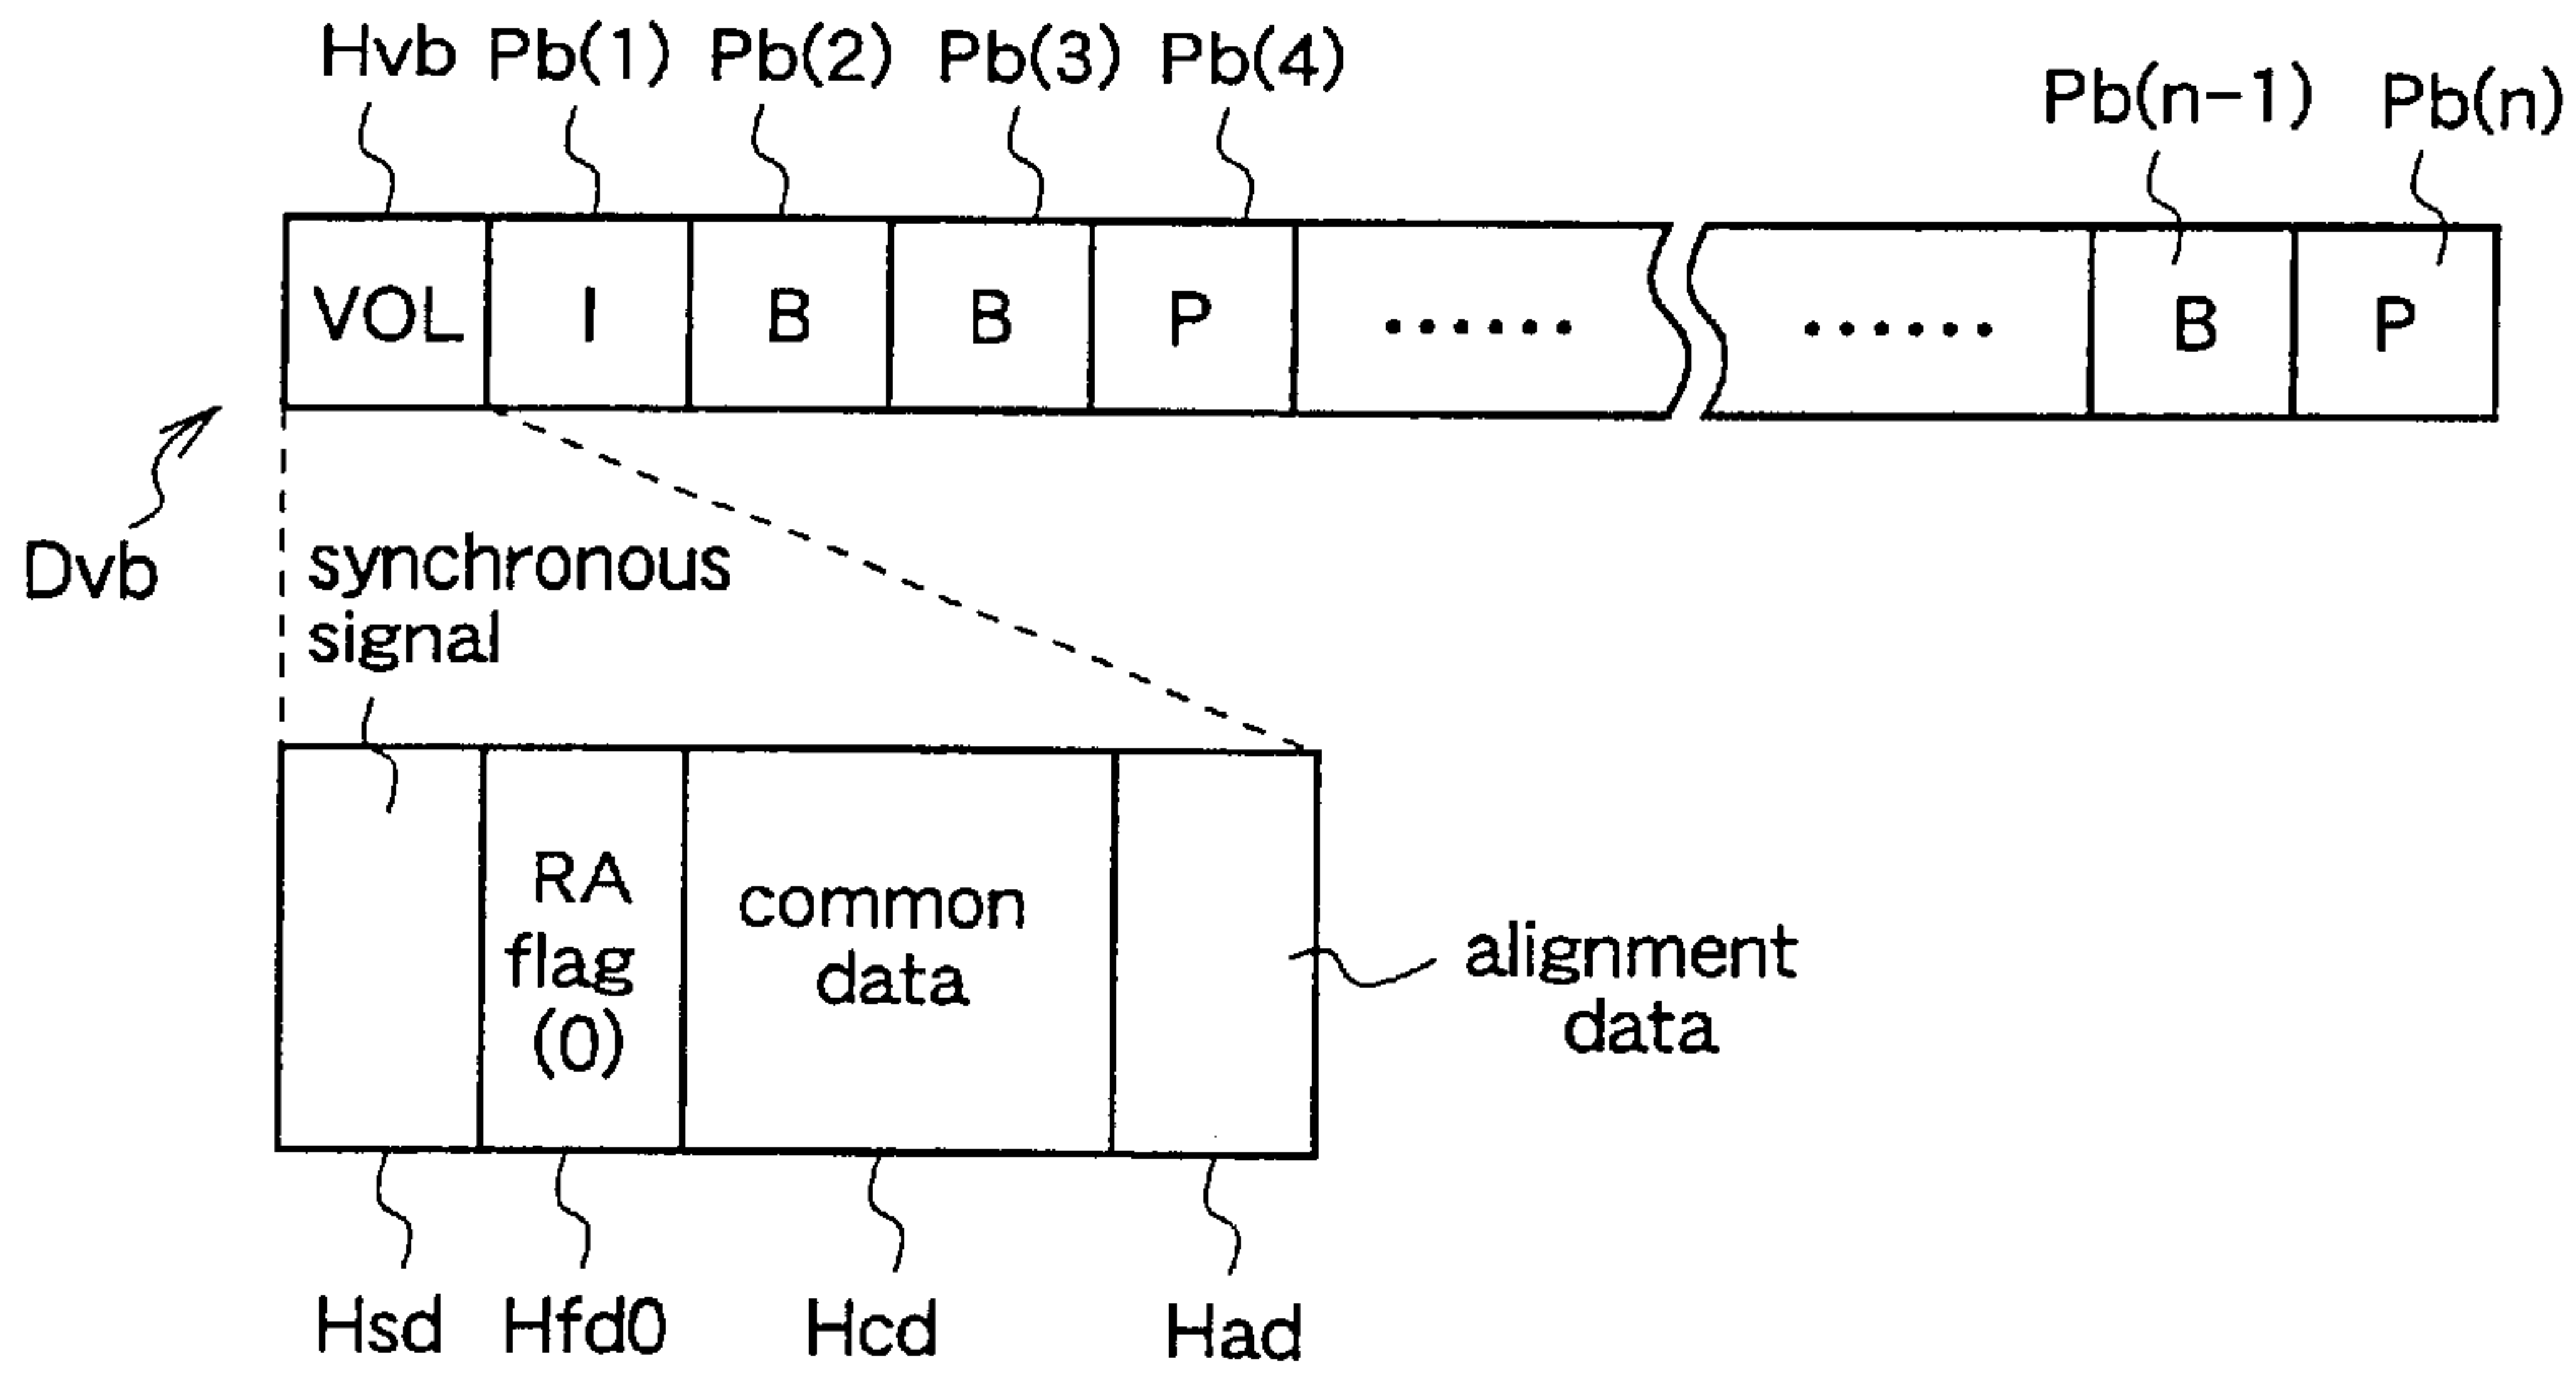 Hvb Pb(1) Pb(2) Pb(3) Pb(4) Pb(n-1) Pb(n)
VOL I B B P ...... ...... B P
Dvb
synchronous
signal
RA
flag
(0)
common
data
alignment
data
Hsd Hfd0 Hcd Had